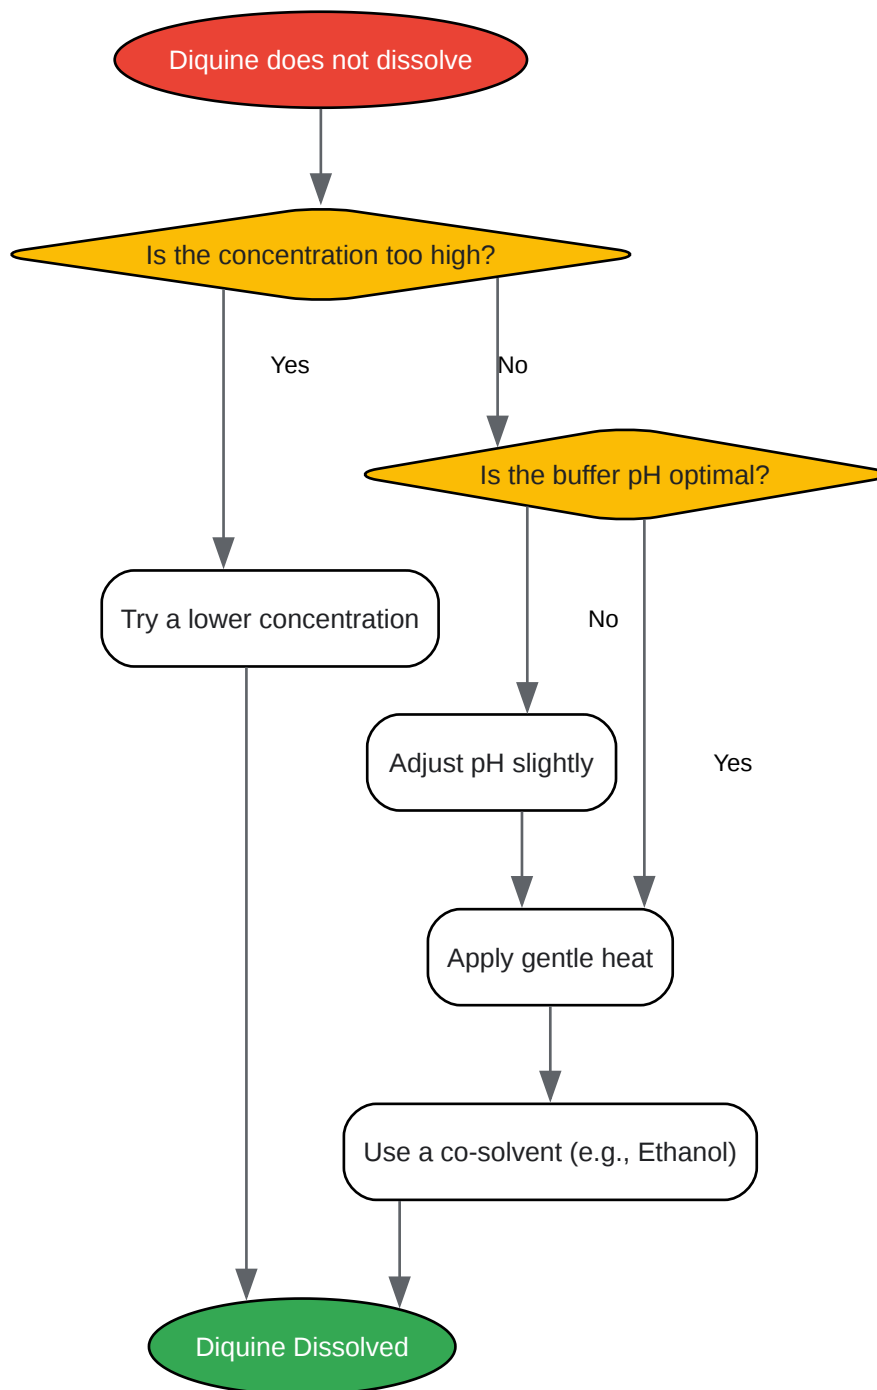 Diquine does not dissolve
Is the concentration too high?
Yes
No
Is the buffer pH optimal?
Try a lower concentration
No
Adjust pH slightly
Yes
Apply gentle heat
Use a co-solvent (e.g., Ethanol)
Diquine Dissolved